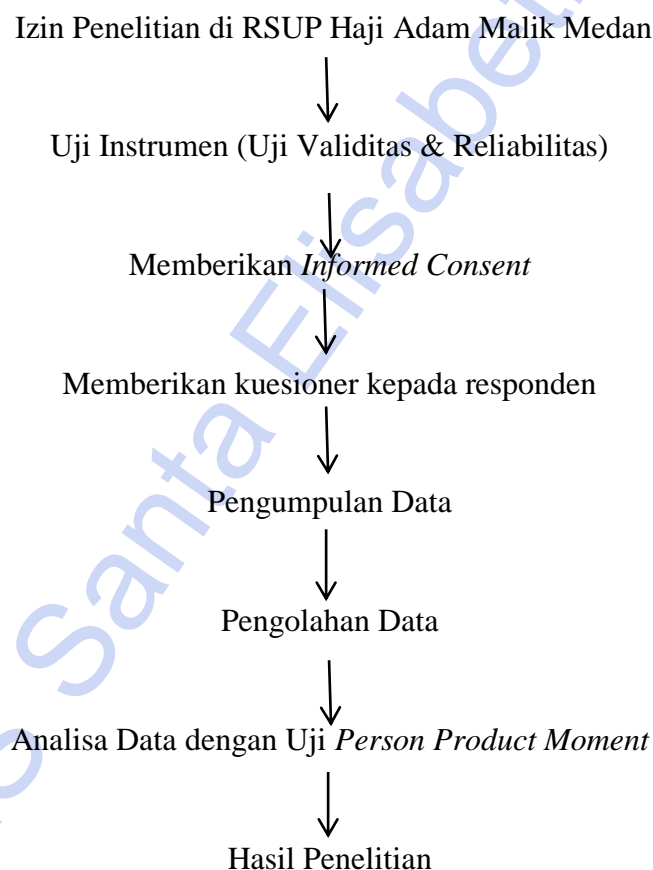 Izin Penelitian di RSUP Haji Adam Malik Medan
Uji Instrumen (Uji Validitas & Reliabilitas)
Memberikan Informed Consent
Memberikan kuesioner kepada responden
Pengumpulan Data
Pengolahan Data
Analisa Data dengan Uji Person Product Moment
Hasil Penelitian
Santa